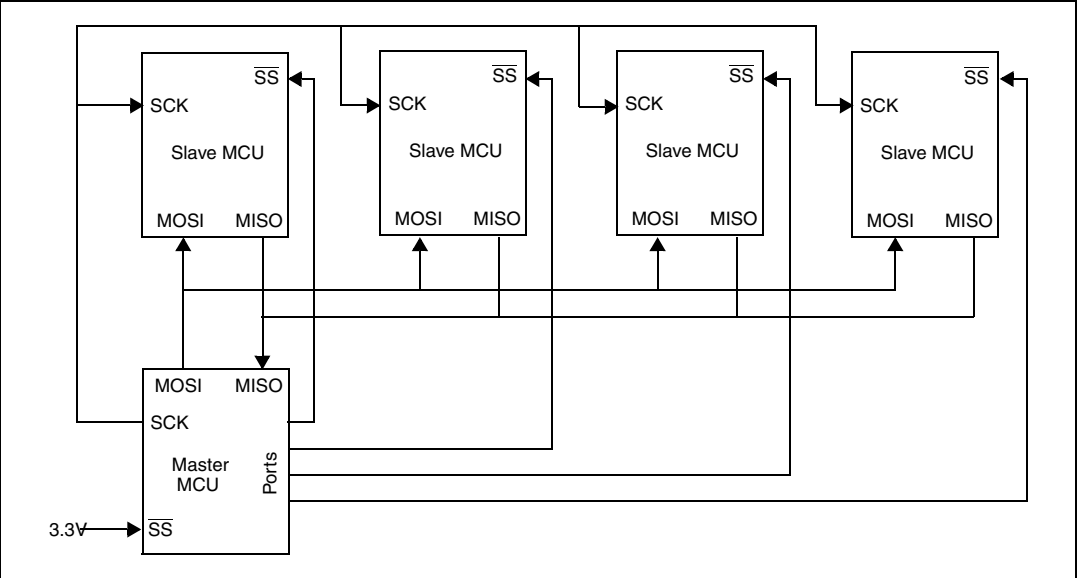 SS SS SS SS
SCK SCK SCK SCK
Slave MCU Slave MCU Slave MCU Slave MCU
MOSI MISO MOSI MISO MOSI MISO MOSI MISO
MOSI MISO
SCK
Master
MCU
Ports
3.3V SS